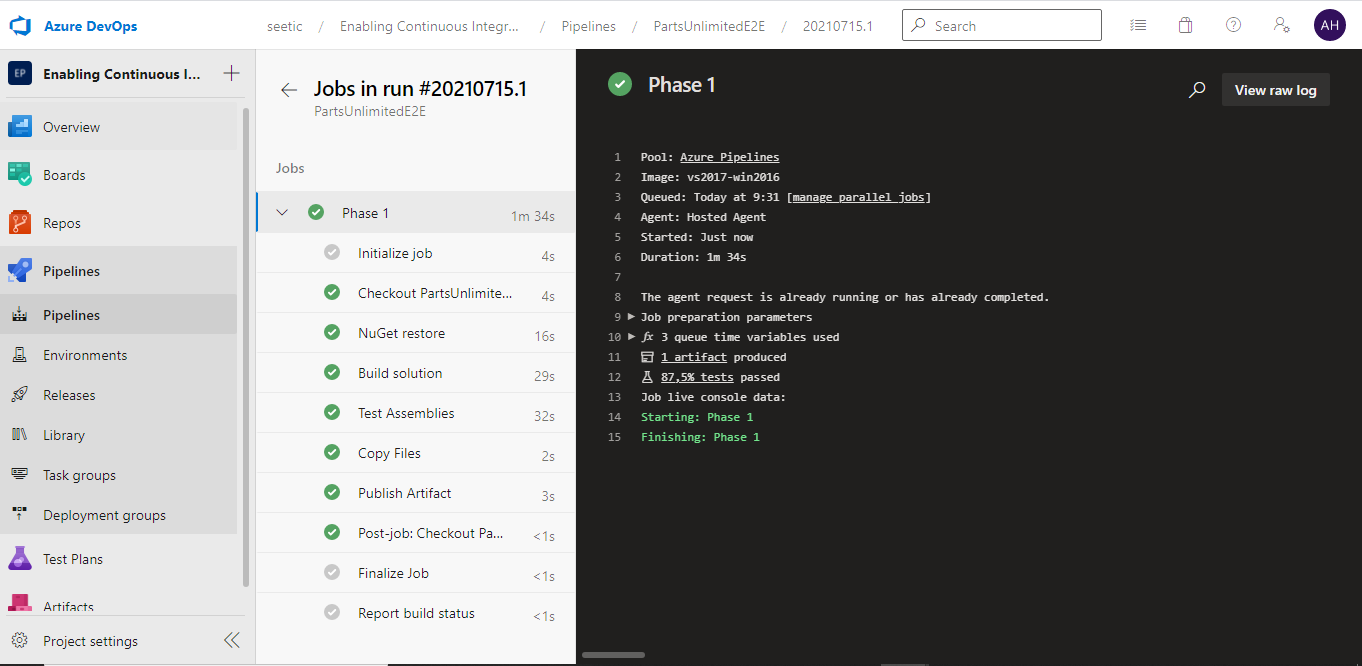 Azure DevOps
seetic / Enabling Continuous Integr... / Pipelines / PartsUnlimitedE2E / 20210715.1
Search
AH
EP Enabling Continuous I... +
Overview
Boards
Repos
Pipelines
Pipelines
Environments
Releases
Library
Task groups
Deployment groups
Test Plans
Artifacts
Project settings
Jobs in run #20210715.1
PartsUnlimitedE2E
Jobs
Phase 1 1m 34s
Initialize job 4s
Checkout PartsUnlimite... 4s
NuGet restore 16s
Build solution 29s
Test Assemblies 32s
Copy Files 2s
Publish Artifact 3s
Post-job: Checkout Pa... <1s
Finalize Job <1s
Report build status <1s
Phase 1
View raw log
1 Pool: Azure Pipelines
2 Image: vs2017-win2016
3 Queued: Today at 9:31 [manage parallel jobs]
4 Agent: Hosted Agent
5 Started: Just now
6 Duration: 1m 34s
7
8 The agent request is already running or has already completed.
9 Job preparation parameters
10 fx 3 queue time variables used
11 1 artifact produced
12 87,5% tests passed
13 Job live console data:
14 Starting: Phase 1
15 Finishing: Phase 1